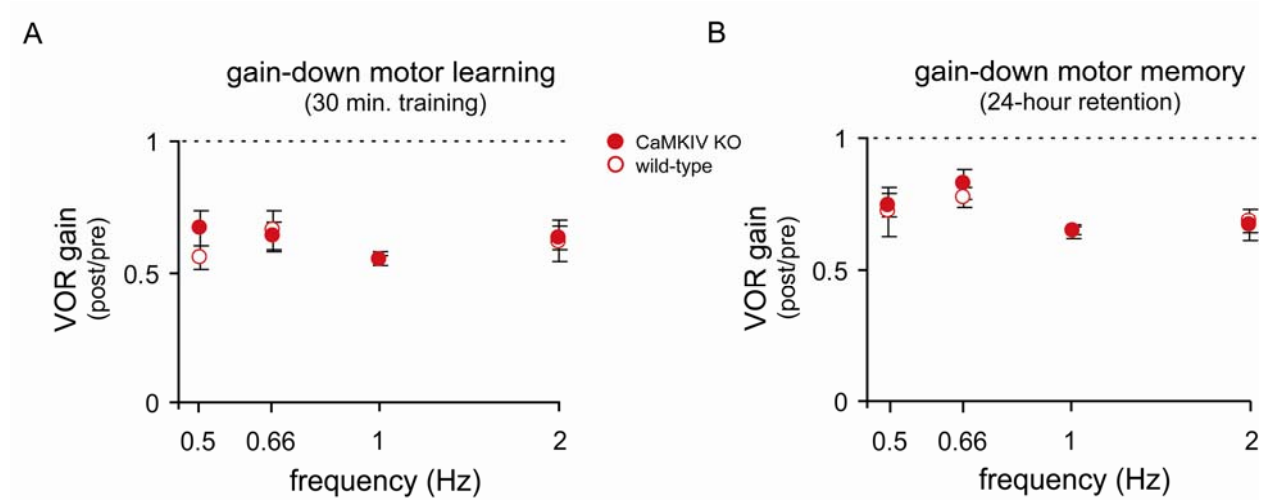 A
gain-down motor learning
(30 min. training)
1
0.5
0
VOR gain
(post/pre)
0.5 0.66 1 2
frequency (Hz)
CaMKIV KO
wild-type
B
gain-down motor memory
(24-hour retention)
1
0.5
0
VOR gain
(post/pre)
0.5 0.66 1 2
frequency (Hz)